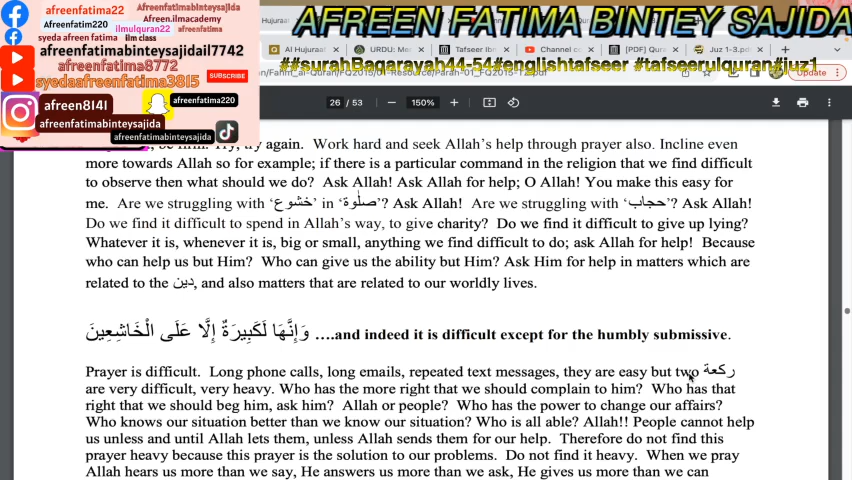 afreenfatima22
Afreenfatimabinteysajida
Afreenfatima220
Afreen.ilmacademy
ilmulquran22
afreenfatima
syeda afreen fatima
ilm class
afreenfatimabinteysajidail7742
afreenfatima8772
syedaafreenfatima3815
SUBSCRIBE
afreen8141
afreenfatima220
afreenfatimabinteysajida
afreenfatimabinteysajida
AFREEN FATIMA BINTEY SAJIDA
Al Hujuraa
URDU: Mer
Tafseer Ibn
Channel co
[PDF] Qura
Juz 1-3.pd
##surahBaqarayah44-54#englishtafseer #tafseerulquran#juz1
Update
26 / 53
150%
try again. Work hard and seek Allah's help through prayer also. Incline even
more towards Allah so for example; if there is a particular command in the religion that we find difficult
to observe then what should we do? Ask Allah! Ask Allah for help; O Allah! You make this easy for
me. Are we struggling with ‘خشوع’ in ‘صلٰوة’? Ask Allah! Are we struggling with ‘حجاب’? Ask Allah!
Do we find it difficult to spend in Allah's way, to give charity? Do we find it difficult to give up lying?
Whatever it is, whenever it is, big or small, anything we find difficult to do; ask Allah for help! Because
who can help us but Him? Who can give us the ability but Him? Ask Him for help in matters which are
related to the دین, and also matters that are related to our worldly lives.
وَإِنَّهَا لَكَبِيرَةٌ إِلَّا عَلَى الْخَاشِعِينَ ….and indeed it is difficult except for the humbly submissive.
Prayer is difficult. Long phone calls, long emails, repeated text messages, they are easy but two ركعة
are very difficult, very heavy. Who has the more right that we should complain to him? Who has that
right that we should beg him, ask him? Allah or people? Who has the power to change our affairs?
Who knows our situation better than we know our situation? Who is all able? Allah!! People cannot help
us unless and until Allah lets them, unless Allah sends them for our help. Therefore do not find this
prayer heavy because this prayer is the solution to our problems. Do not find it heavy. When we pray
Allah hears us more than we say, He answers us more than we ask, He gives us more than we can